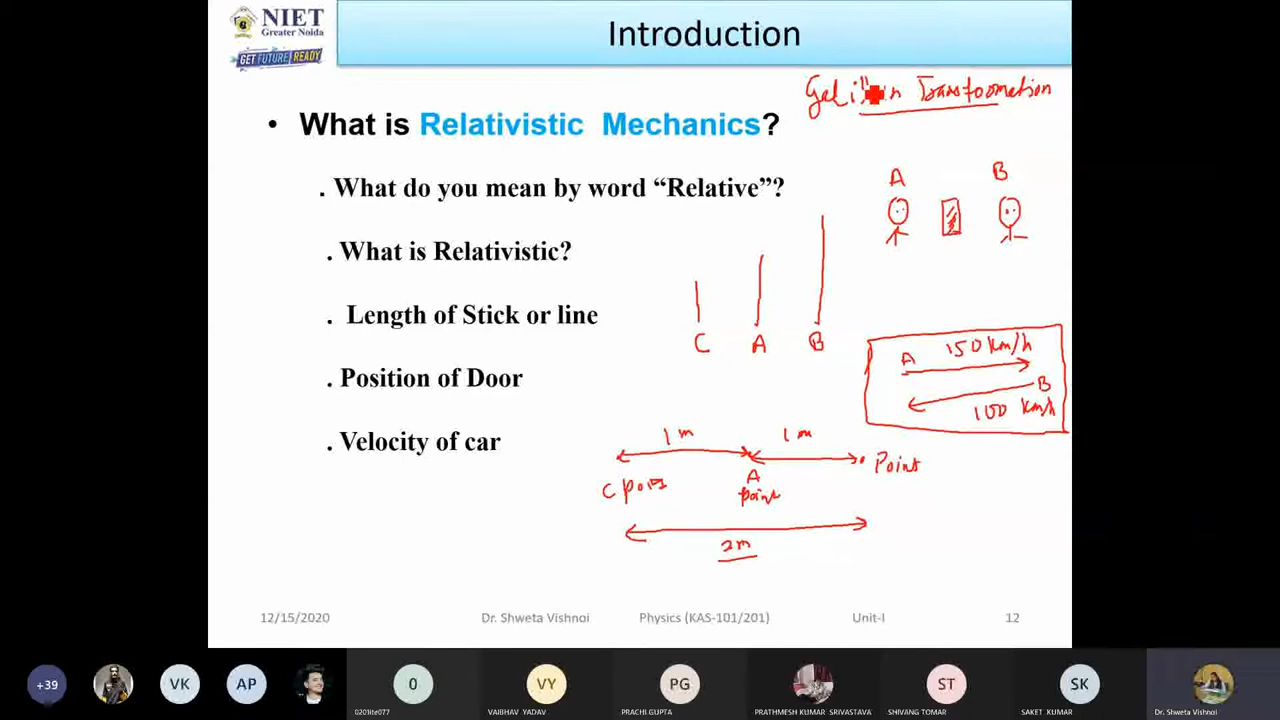 NIET
Greater Noida
GET FUTURE READY
Introduction
Transformation
• What is Relativistic Mechanics?
. What do you mean by word “Relative”?
A B
. What is Relativistic?
. Length of Stick or line
C A B
A 150 km/h
B
100 km/h
. Position of Door
. Velocity of car
1 m 1 m
Point
C point
A
point
2m
12/15/2020 Dr. Shweta Vishnoi Physics (KAS-101/201) Unit-I 12
+39 VK AP 0 VY PG ST SK
0201ite077 VAIBHAV YADAV PRACHI GUPTA PRATHMESH KUMAR SRIVASTAVA SHIVANG TOMAR SAKET KUMAR Dr. Shweta Vishnoi